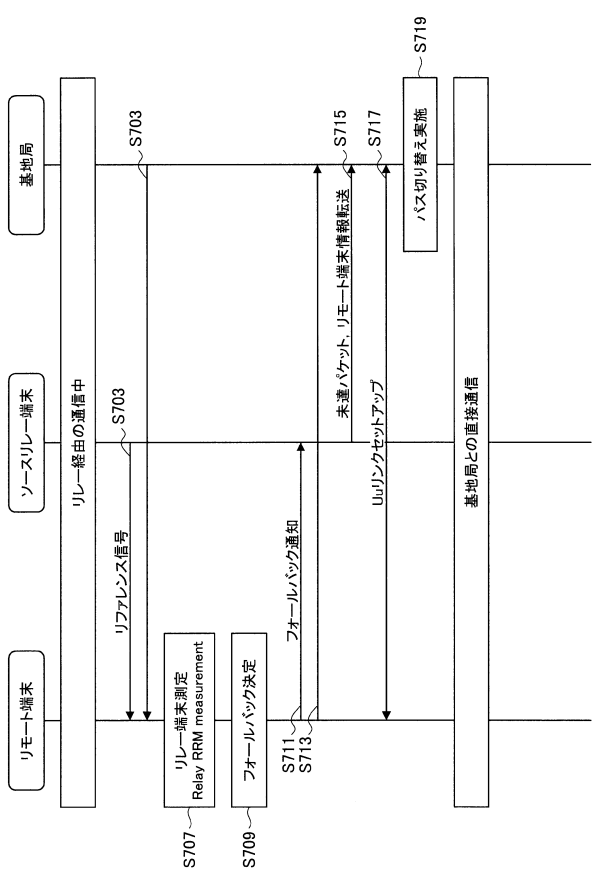 リモート端末
ソースリレー端末
基地局
リレー経由の通信中
リファレンス信号
S703
S703
リレー端末測定
Relay RRM measurement
S707
フォールバック決定
S709
フォールバック通知
S711
S713
未達パケット, リモート端末情報転送
S715
Uuリンクセットアップ
S717
パス切り替え実施
S719
基地局との直接通信